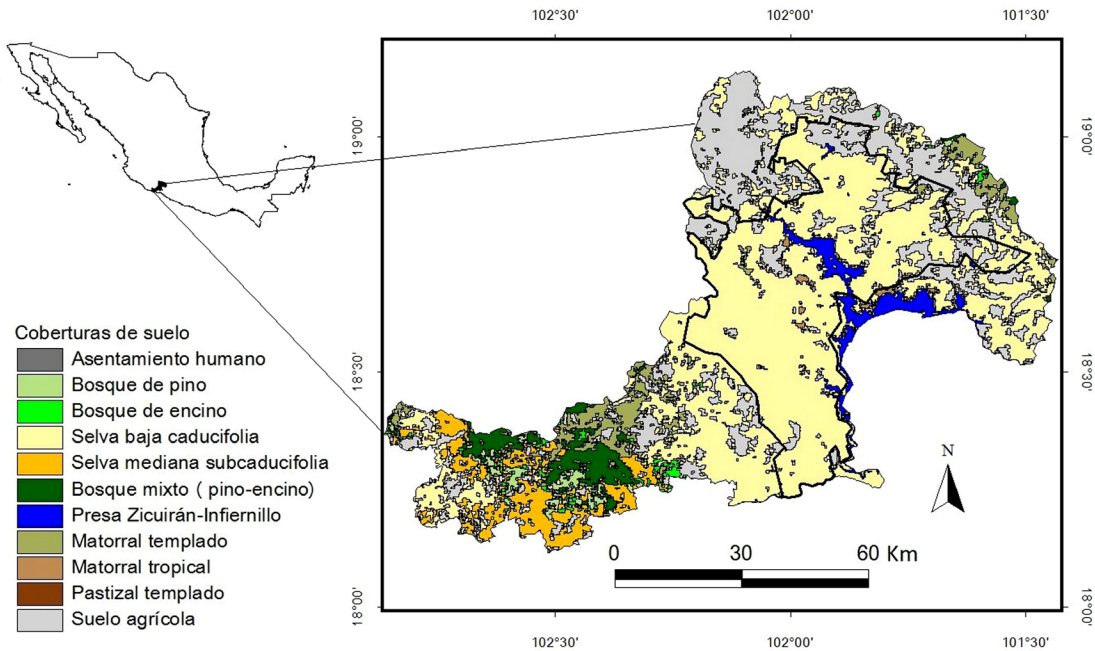 102°30' 102°00' 101°30'
19°00' 19°00'
Coberturas de suelo
Asentamiento humano
Bosque de pino
Bosque de encino
Selva baja caducifolia
Selva mediana subcaducifolia
Bosque mixto ( pino-encino)
Presa Zicuirán-Infiernillo
Matorral templado
Matorral tropical
Pastizal templado
Suelo agrícola
18°30' 18°30'
N
0 30 60 Km
18°00' 18°00'
102°30' 102°00' 101°30'